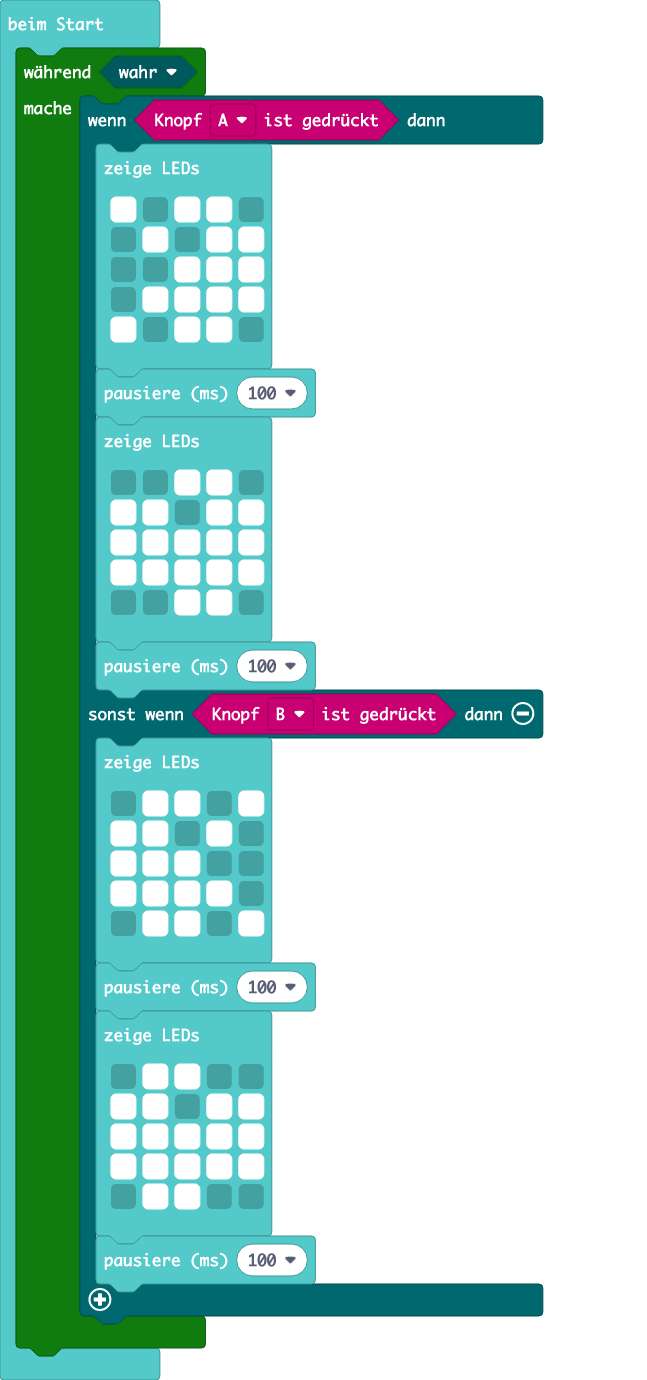 beim Start
während wahr
mache wenn Knopf A ist gedrückt dann
zeige LEDs
pausiere (ms) 100
zeige LEDs
pausiere (ms) 100
sonst wenn Knopf B ist gedrückt dann
zeige LEDs
pausiere (ms) 100
zeige LEDs
pausiere (ms) 100